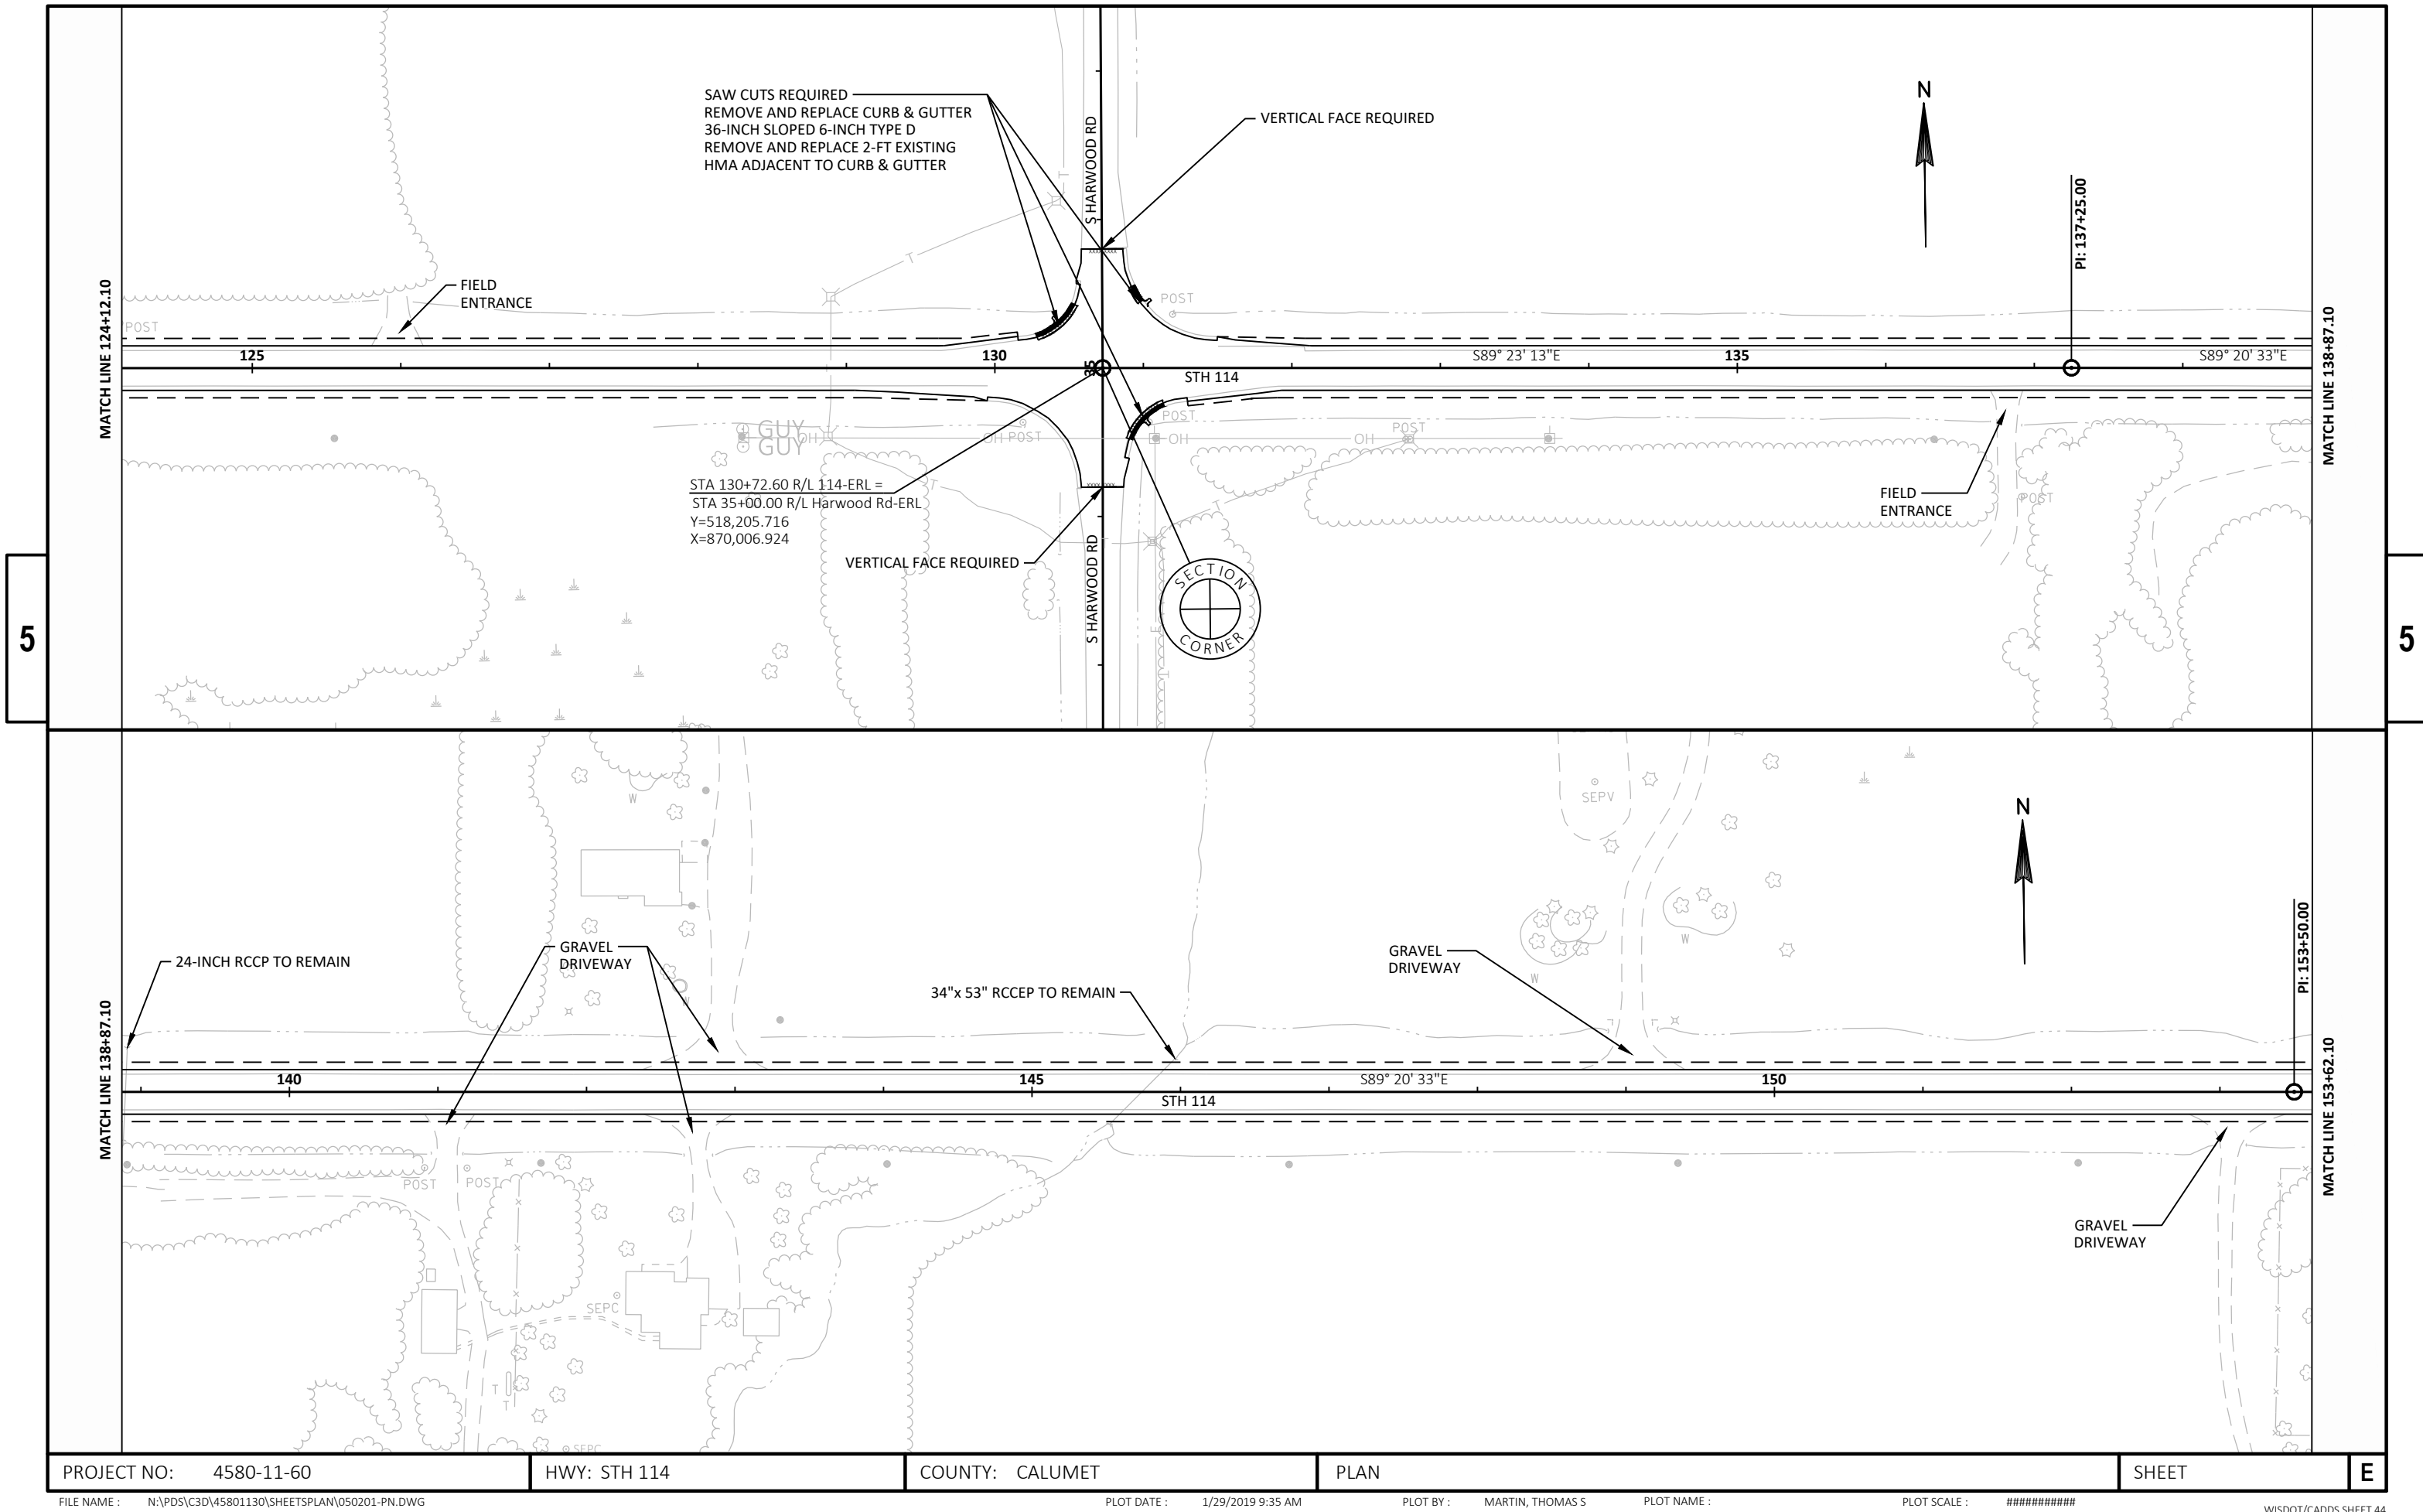 SAW CUTS REQUIRED
REMOVE AND REPLACE CURB & GUTTER
36-INCH SLOPED 6-INCH TYPE D
REMOVE AND REPLACE 2-FT EXISTING
HMA ADJACENT TO CURB & GUTTER
S HARWOOD RD
VERTICAL FACE REQUIRED
N
PI: 137+25.00
T
T
MATCH LINE 124+12.10
FIELD
ENTRANCE
POST
POST
MATCH LINE 138+87.10
125
130
35
S89° 23' 13"E
135
S89° 20' 33"E
STH 114
GUY
GUY
OH
OH
POST
POST
OH
OH
POST
STA 130+72.60 R/L 114-ERL =
STA 35+00.00 R/L Harwood Rd-ERL
Y=518,205.716
X=870,006.924
T
T
FIELD
ENTRANCE
POST
VERTICAL FACE REQUIRED
S HARWOOD RD
SECTION
CORNER
E
T
5
5
W
SEPV
N
W
W
W
PI: 153+50.00
24-INCH RCCP TO REMAIN
GRAVEL
DRIVEWAY
34"x 53" RCCEP TO REMAIN
GRAVEL
DRIVEWAY
MATCH LINE 138+87.10
140
145
S89° 20' 33"E
150
STH 114
MATCH LINE 153+62.10
POST
POST
GRAVEL
DRIVEWAY
SEPC
T
T
SEPC
PROJECT NO: 4580-11-60
HWY: STH 114
COUNTY: CALUMET
PLAN
SHEET
E
FILE NAME : N:\PDS\C3D\45801130\SHEETSPLAN\050201-PN.DWG
PLOT DATE : 1/29/2019 9:35 AM
PLOT BY : MARTIN, THOMAS S
PLOT NAME :
PLOT SCALE : ###########
WISDOT/CADDS SHEET 44